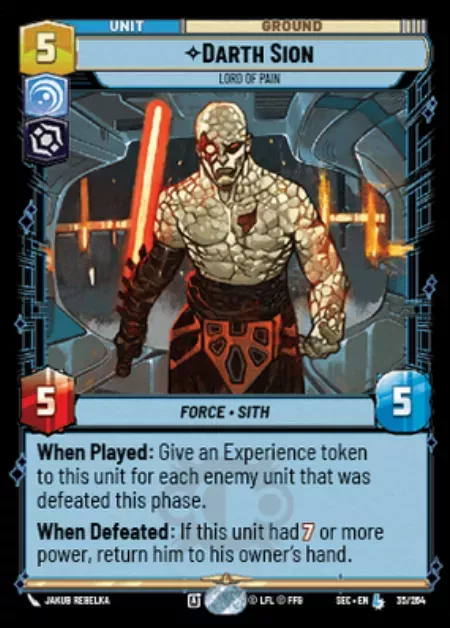 UNIT GROUND
5
Darth Sion
LORD OF PAIN
5
5
FORCE • SITH
When Played: Give an Experience token
to this unit for each enemy unit that was
defeated this phase.
When Defeated: If this unit had 7 or more
power, return him to his owner's hand.
JAKUB REBELKA A © LFL © FFG SEC • EN L 35/264